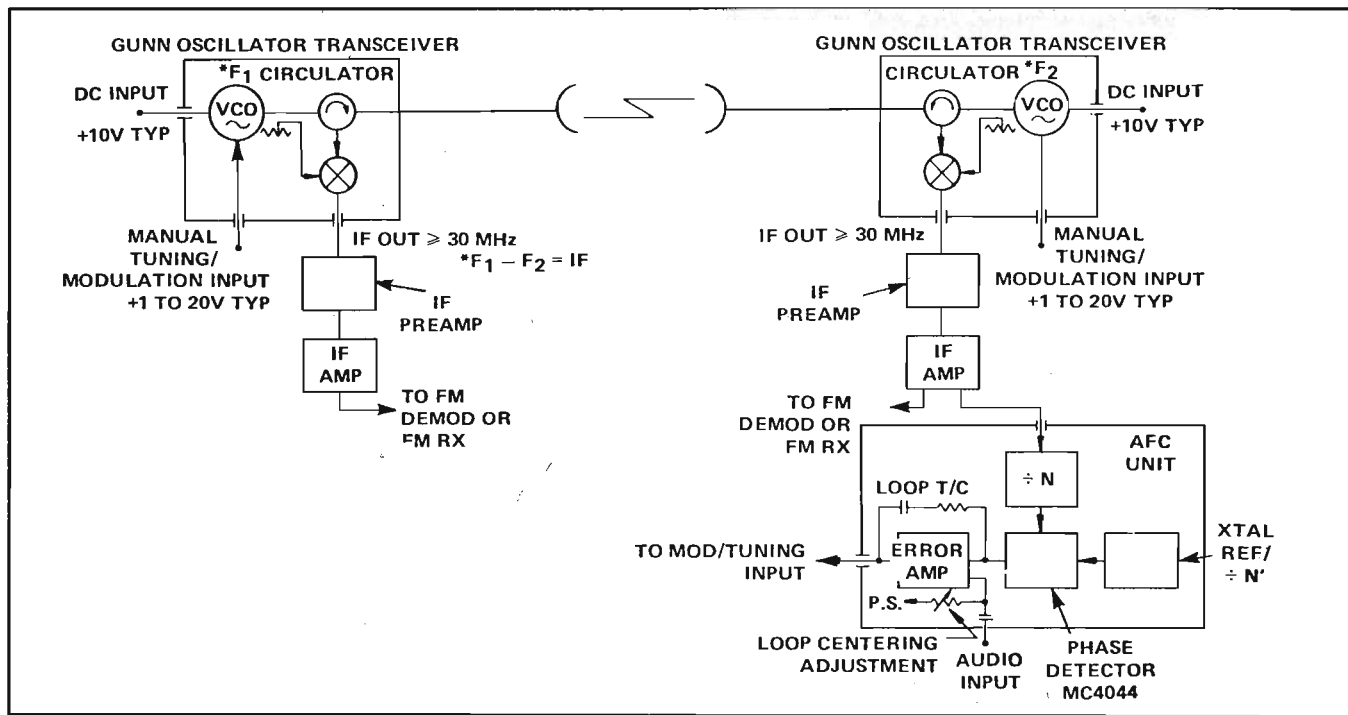 GUNN OSCILLATOR TRANSCEIVER
*F1 CIRCULATOR
DC INPUT
+10V TYP
VCO
MANUAL
TUNING/
MODULATION INPUT
+1 TO 20V TYP
IF OUT ⩾ 30 MHz
*F1 – F2 = IF
IF
PREAMP
IF
AMP
TO FM
DEMOD OR
FM RX
GUNN OSCILLATOR TRANSCEIVER
CIRCULATOR *F2
VCO
DC INPUT
+10V TYP
IF OUT ⩾ 30 MHz
MANUAL
TUNING/
MODULATION INPUT
+1 TO 20V TYP
IF
PREAMP
IF
AMP
TO FM
DEMOD OR
FM RX
AFC
UNIT
÷ N
LOOP T/C
TO MOD/TUNING
INPUT
ERROR
AMP
XTAL
REF/
÷ N'
P.S.
LOOP CENTERING
ADJUSTMENT
AUDIO
INPUT
PHASE
DETECTOR
MC4044